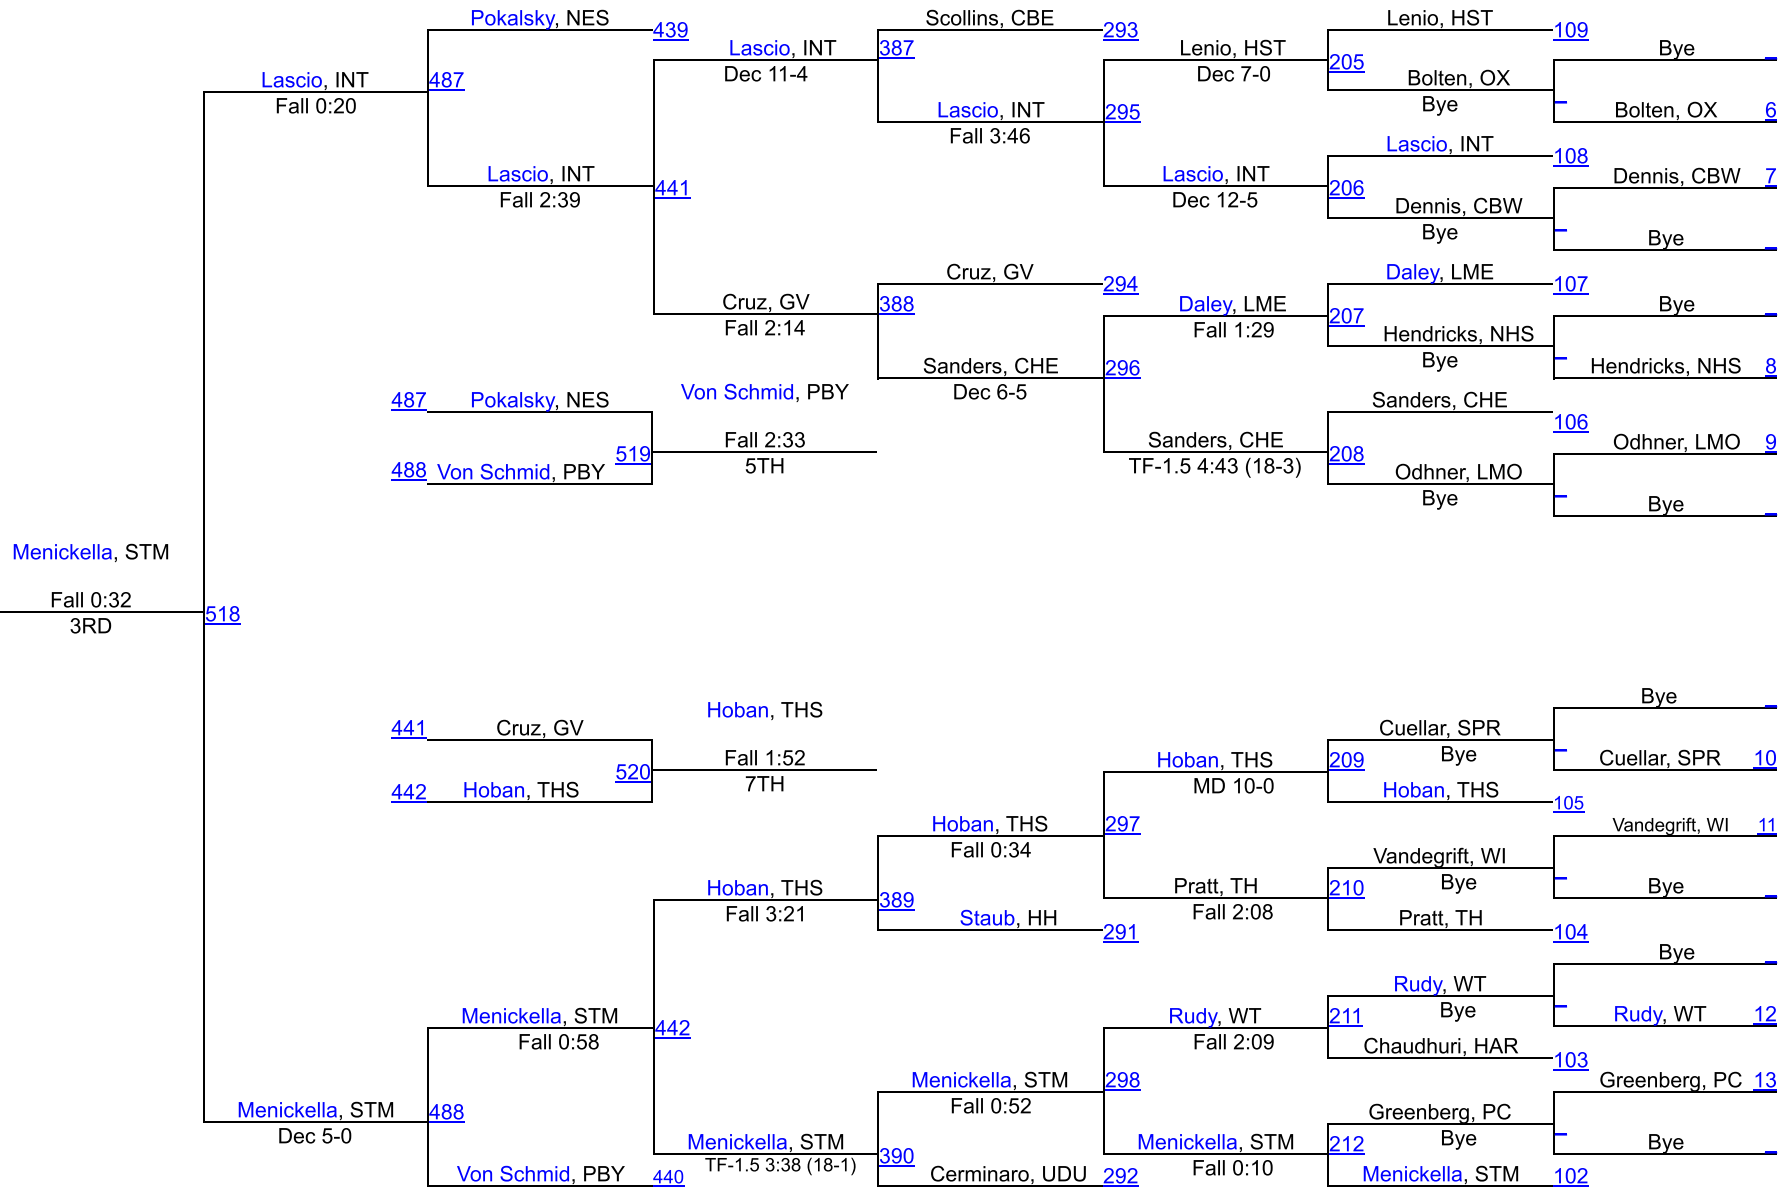 Pokalsky, NES
439
Scollins, CBE
293
Lenio, HST
109
Lascio, INT
Dec 11-4
387
Lenio, HST
Dec 7-0
205
Bye
Lascio, INT
Fall 0:20
487
Bolten, OX
Bye
Bolten, OX
6
Lascio, INT
Fall 3:46
295
Lascio, INT
108
Lascio, INT
Fall 2:39
441
Lascio, INT
Dec 12-5
206
Dennis, CBW
7
Dennis, CBW
Bye
Bye
Cruz, GV
294
Daley, LME
107
Cruz, GV
Fall 2:14
388
Daley, LME
Fall 1:29
207
Bye
Hendricks, NHS
Bye
Hendricks, NHS
8
Sanders, CHE
Dec 6-5
296
487
Pokalsky, NES
Von Schmid, PBY
Sanders, CHE
106
Fall 2:33
5TH
519
Sanders, CHE
TF-1.5 4:43 (18-3)
208
Odhner, LMO
9
488
Von Schmid, PBY
Odhner, LMO
Bye
Bye
Menickella, STM
Fall 0:32
3RD
518
Bye
441
Cruz, GV
Hoban, THS
Cuellar, SPR
Bye
Fall 1:52
7TH
520
Hoban, THS
MD 10-0
209
Cuellar, SPR
10
442
Hoban, THS
Hoban, THS
105
Hoban, THS
Fall 0:34
297
Vandegrift, WI
11
Vandegrift, WI
Bye
Hoban, THS
Fall 3:21
389
Pratt, TH
Fall 2:08
210
Bye
Staub, HH
291
Pratt, TH
104
Bye
Rudy, WT
Bye
Menickella, STM
Fall 0:58
442
Rudy, WT
Fall 2:09
211
Rudy, WT
12
Chaudhuri, HAR
103
Menickella, STM
Fall 0:52
298
Greenberg, PC
13
Menickella, STM
Dec 5-0
488
Greenberg, PC
Bye
Menickella, STM
TF-1.5 3:38 (18-1)
390
Menickella, STM
Fall 0:10
212
Bye
Von Schmid, PBY
440
Cerminaro, UDU
292
Menickella, STM
102